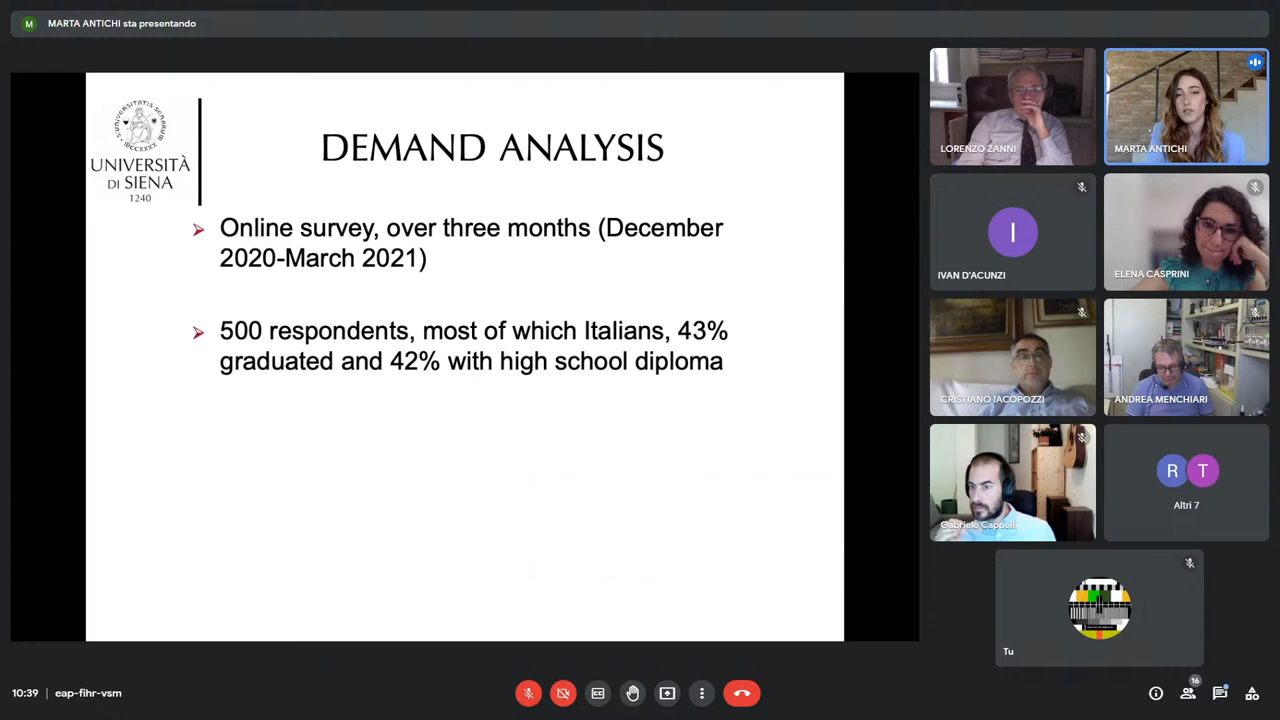 M
MARTA ANTICHI sta presentando
UNIVERSITÀ
DI SIENA
1240
DEMAND ANALYSIS
Online survey, over three months (December
2020-March 2021)
500 respondents, most of which Italians, 43%
graduated and 42% with high school diploma
LORENZO ZANNI
MARTA ANTICHI
I
IVAN D'ACUNZI
ELENA CASPRINI
CRISTIANO IACOPOZZI
ANDREA MENCHIARI
Gabriele Cappelli
R
T
Altri 7
Tu
10:39 | eap-fihr-vsm
16